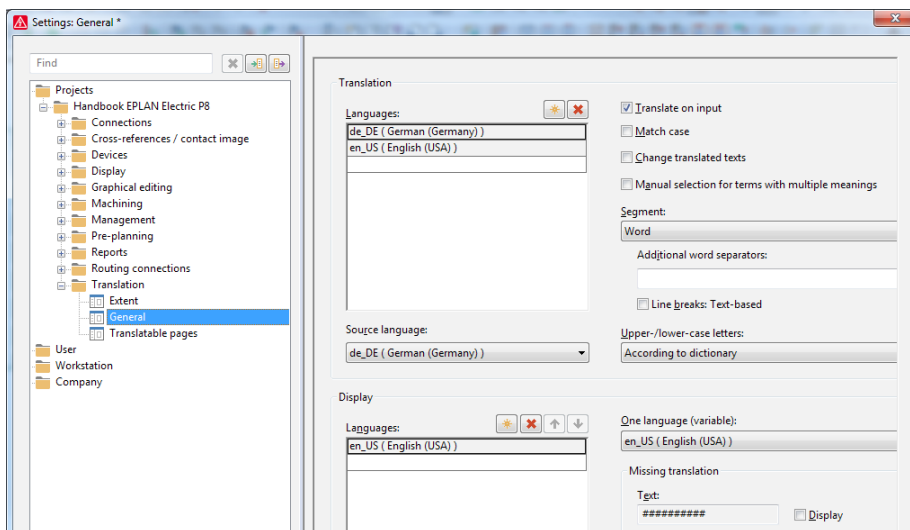 Settings: General *
Find
Projects
Handbook EPLAN Electric P8
Connections
Cross-references / contact image
Devices
Display
Graphical editing
Machining
Management
Pre-planning
Reports
Routing connections
Translation
Extent
General
Translatable pages
User
Workstation
Company
Translation
Languages:
de_DE ( German (Germany) )
en_US ( English (USA) )
Source language:
de_DE ( German (Germany) )
Translate on input
Match case
Change translated texts
Manual selection for terms with multiple meanings
Segment:
Word
Additional word separators:
Line breaks: Text-based
Upper-/lower-case letters:
According to dictionary
Display
Languages:
en_US ( English (USA) )
One language (variable):
en_US ( English (USA) )
Missing translation
Text:
##########
Display